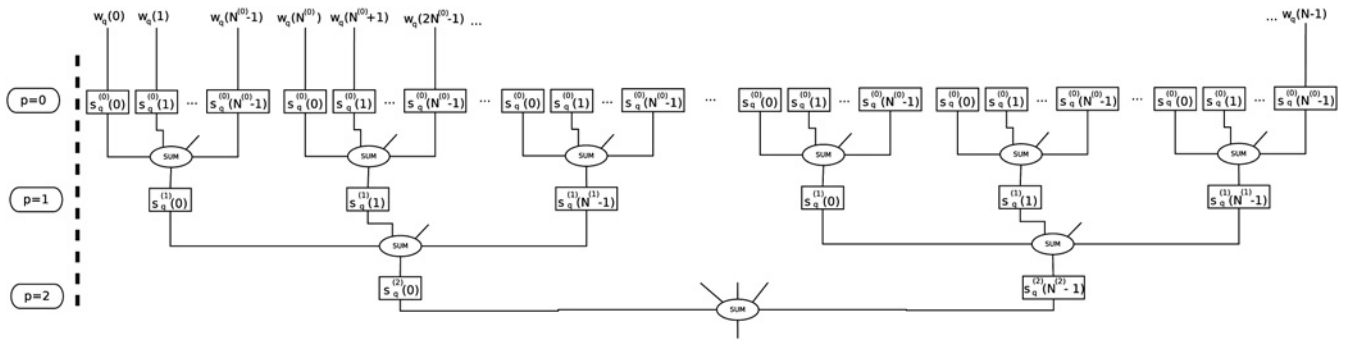 w_q(0) w_q(1) w_q(N^(0)-1) w_q(N^(0)) w_q(N^(0)+1) w_q(2N^(0)-1) ... ... w_q(N-1)
p=0 s_q^(0)(0) s_q^(0)(1) ... s_q^(0)(N^(0)-1) s_q^(0)(0) s_q^(0)(1) ... s_q^(0)(N^(0)-1) ... s_q^(0)(0) s_q^(0)(1) ... s_q^(0)(N^(0)-1) ... s_q^(0)(0) s_q^(0)(1) ... s_q^(0)(N^(0)-1) s_q^(0)(0) s_q^(0)(1) ... s_q^(0)(N^(0)-1) ... s_q^(0)(0) s_q^(0)(1) ... s_q^(0)(N^(0)-1)
SUM SUM SUM SUM SUM SUM
p=1 s_q^(1)(0) s_q^(1)(1) s_q^(1)(N^(1)-1) s_q^(1)(0) s_q^(1)(1) s_q^(1)(N^(1)-1)
SUM SUM
p=2 s_q^(2)(0) s_q^(2)(N^(2)-1)
SUM